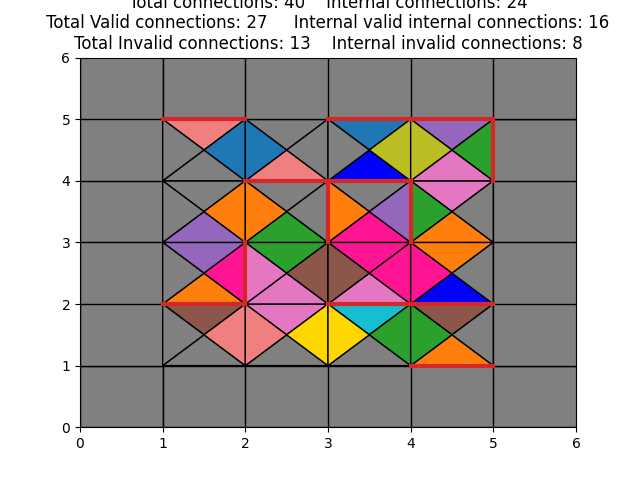 Total connections: 40    Internal connections: 24
Total Valid connections: 27    Internal valid internal connections: 16
Total Invalid connections: 13    Internal invalid connections: 8
6
5
4
3
2
1
0
0 1 2 3 4 5 6